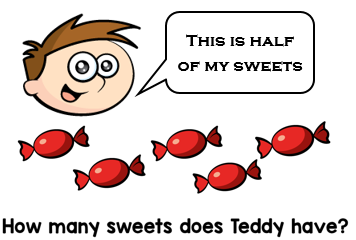 This is half
of my sweets
How many sweets does Teddy have?